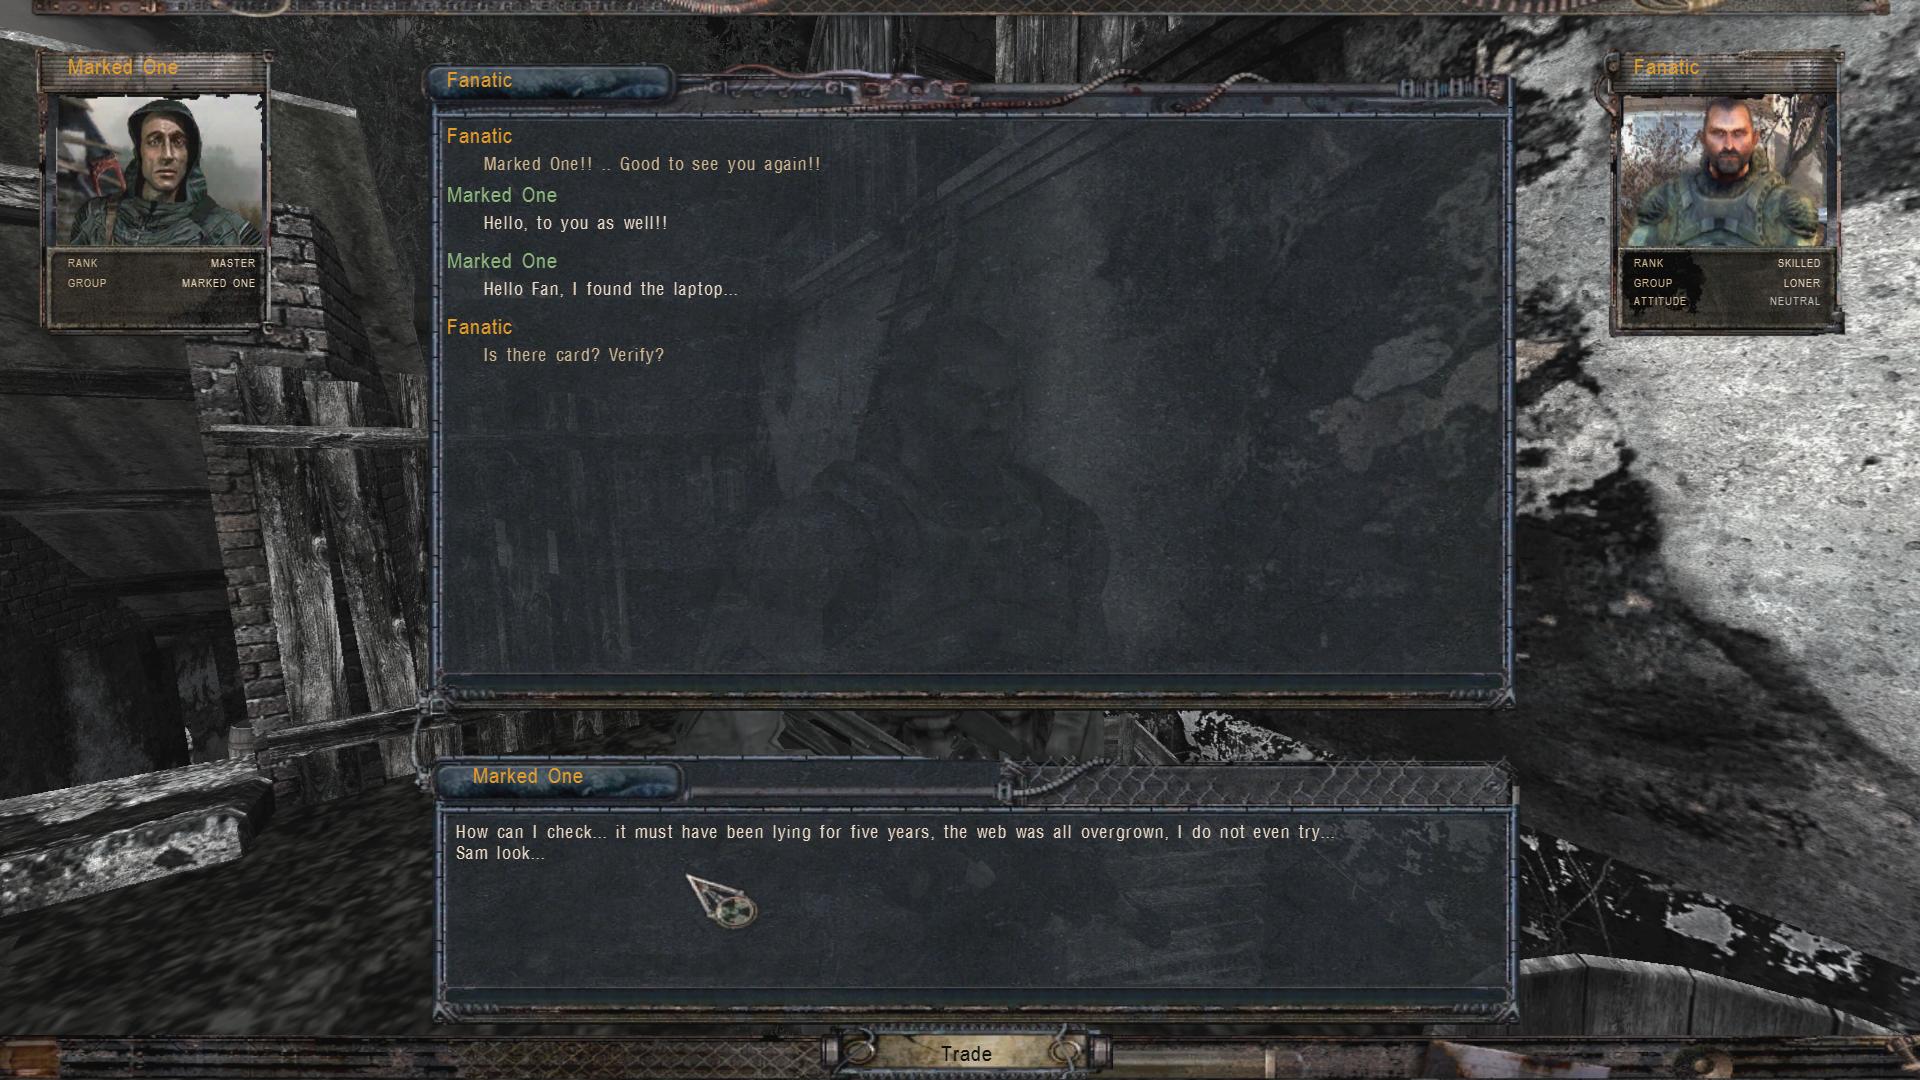 Marked One
RANK MASTER
GROUP MARKED ONE
Fanatic
Fanatic
Marked One!! .. Good to see you again!!
Marked One
Hello, to you as well!!
Marked One
Hello Fan, I found the laptop...
Fanatic
Is there card? Verify?
Fanatic
RANK SKILLED
GROUP LONER
ATTITUDE NEUTRAL
Marked One
How can I check... it must have been lying for five years, the web was all overgrown, I do not even try...
Sam look...
Trade